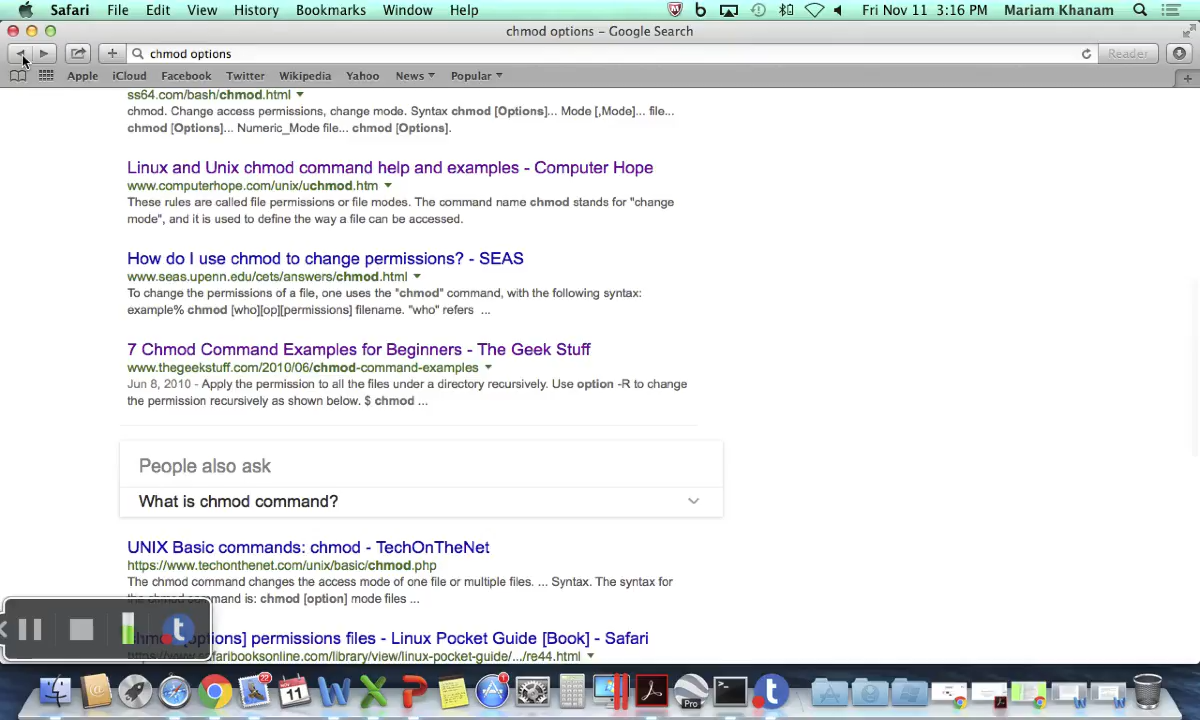 Safari File Edit View History Bookmarks Window Help Fri Nov 11 3:16 PM Mariam Khanam
chmod options – Google Search
chmod options Reader
Apple iCloud Facebook Twitter Wikipedia Yahoo News Popular
ss64.com/bash/chmod.html
chmod. Change access permissions, change mode. Syntax chmod [Options]... Mode [,Mode]... file...
chmod [Options]... Numeric_Mode file... chmod [Options].
Linux and Unix chmod command help and examples - Computer Hope
www.computerhope.com/unix/uchmod.htm
These rules are called file permissions or file modes. The command name chmod stands for "change
mode", and it is used to define the way a file can be accessed.
How do I use chmod to change permissions? - SEAS
www.seas.upenn.edu/cets/answers/chmod.html
To change the permissions of a file, one uses the "chmod" command, with the following syntax:
example% chmod [who][op][permissions] filename. "who" refers ...
7 Chmod Command Examples for Beginners - The Geek Stuff
www.thegeekstuff.com/2010/06/chmod-command-examples
Jun 8, 2010 - Apply the permission to all the files under a directory recursively. Use option -R to change
the permission recursively as shown below. $ chmod ...
People also ask
What is chmod command?
UNIX Basic commands: chmod - TechOnTheNet
https://www.techonthenet.com/unix/basic/chmod.php
The chmod command changes the access mode of one file or multiple files. ... Syntax. The syntax for
command is: chmod [option] mode files ...
permissions files - Linux Pocket Guide [Book] - Safari
/library/view/linux-pocket-guide/.../re44.html
22
11
1
Pro